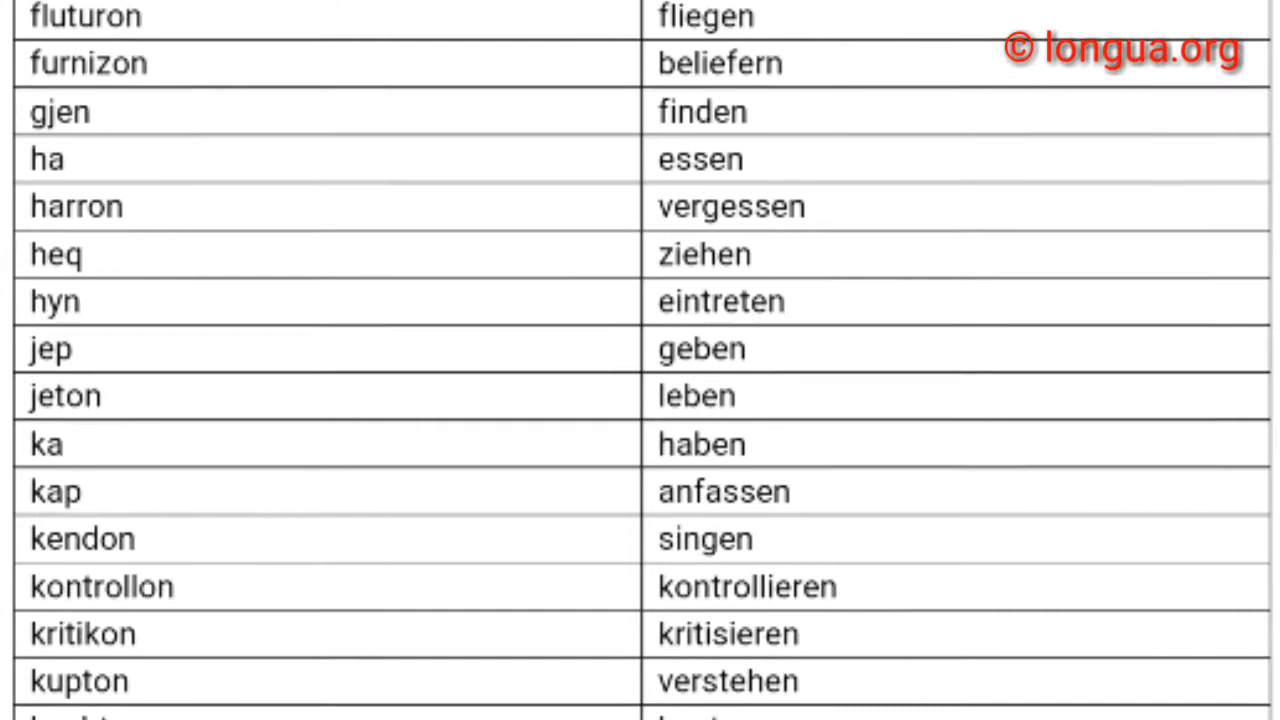 fluturon fliegen
© longua.org
furnizon beliefern
gjen finden
ha essen
harron vergessen
heq ziehen
hyn eintreten
jep geben
jeton leben
ka haben
kap anfassen
kendon singen
kontrollon kontrollieren
kritikon kritisieren
kupton verstehen